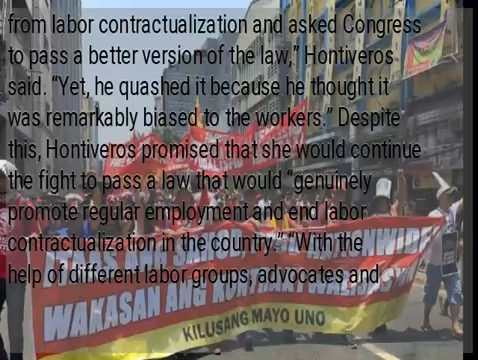 from labor contractualization and asked Congress
to pass a better version of the law,” Hontiveros
said. “Yet, he quashed it because he thought it
was remarkably biased to the workers.” Despite
this, Hontiveros promised that she would continue
the fight to pass a law that would “genuinely
promote regular employment and end labor
contractualization in the country.” “With the
help of different labor groups, advocates and
WAKASAN ANG
KILUSANG MAYO UNO